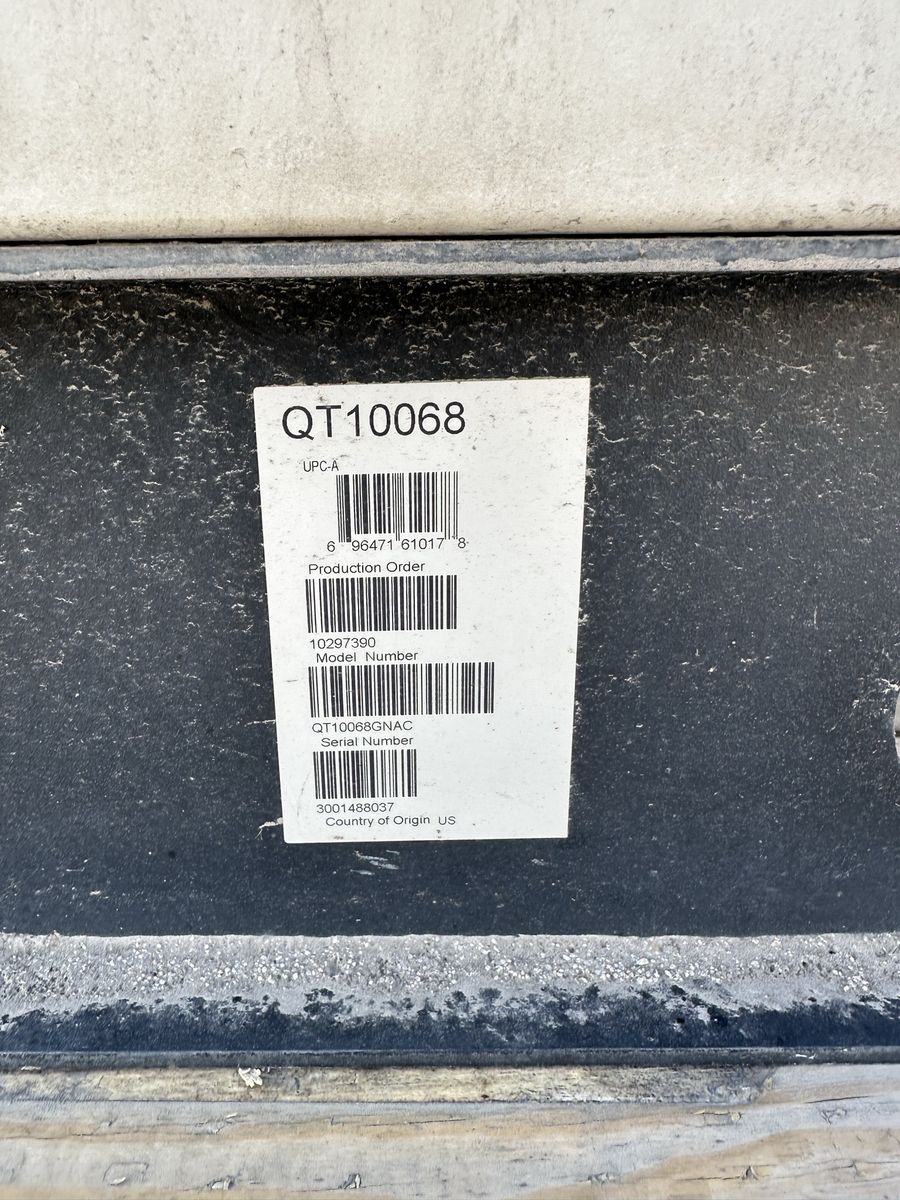 QT10068
UPC-A
6 96471 61017 8
Production Order
10297390
Model Number
QT10068GNAC
Serial Number
3001488037
Country of Origin US